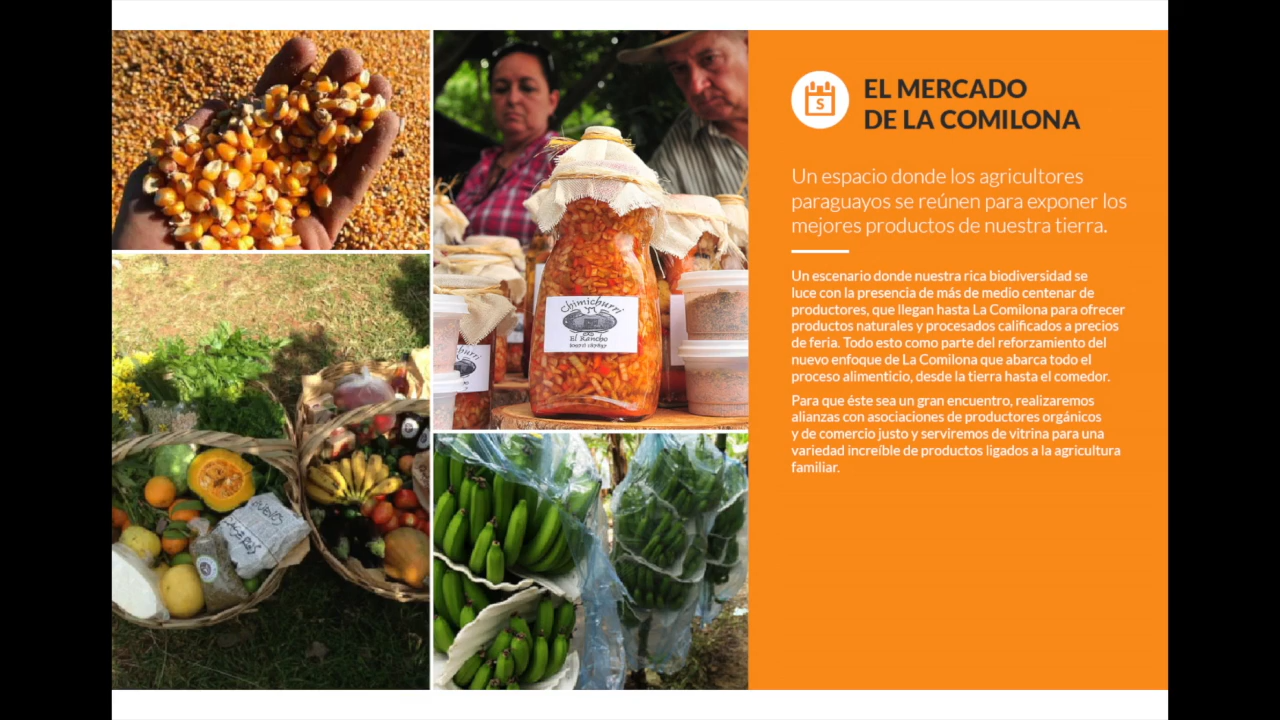 EL MERCADO
DE LA COMILONA
Un espacio donde los agricultores
paraguayos se reúnen para exponer los
mejores productos de nuestra tierra.
Un escenario donde nuestra rica biodiversidad se
luce con la presencia de más de medio centenar de
productores, que llegan hasta La Comilona para ofrecer
productos naturales y procesados calificados a precios
de feria. Todo esto como parte del reforzamiento del
nuevo enfoque de La Comilona que abarca todo el
proceso alimenticio, desde la tierra hasta el comedor.
Para que éste sea un gran encuentro, realizaremos
alianzas con asociaciones de productores orgánicos
y de comercio justo y serviremos de vitrina para una
variedad increíble de productos ligados a la agricultura
familiar.
Chimichurri
El Rancho